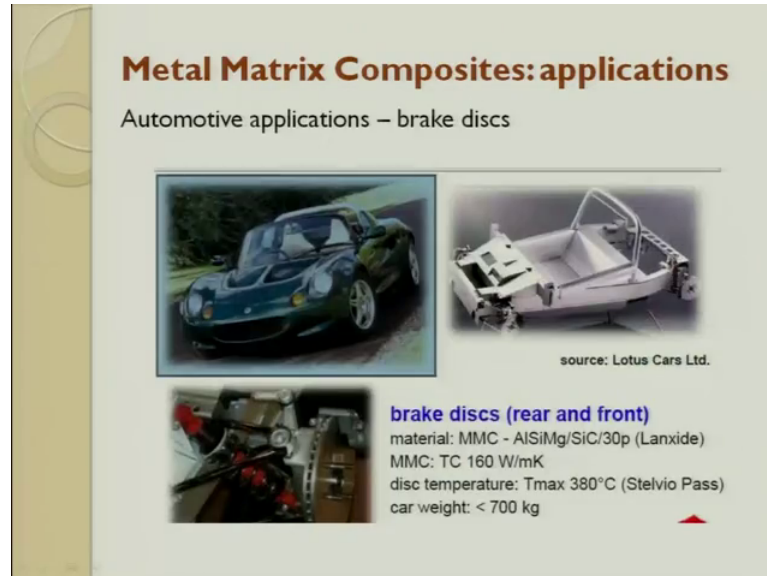 Metal Matrix Composites: applications
Automotive applications – brake discs
source: Lotus Cars Ltd.
brake discs (rear and front)
material: MMC - AlSiMg/SiC/30p (Lanxide)
MMC: TC 160 W/mK
disc temperature: Tmax 380°C (Stelvio Pass)
car weight: < 700 kg